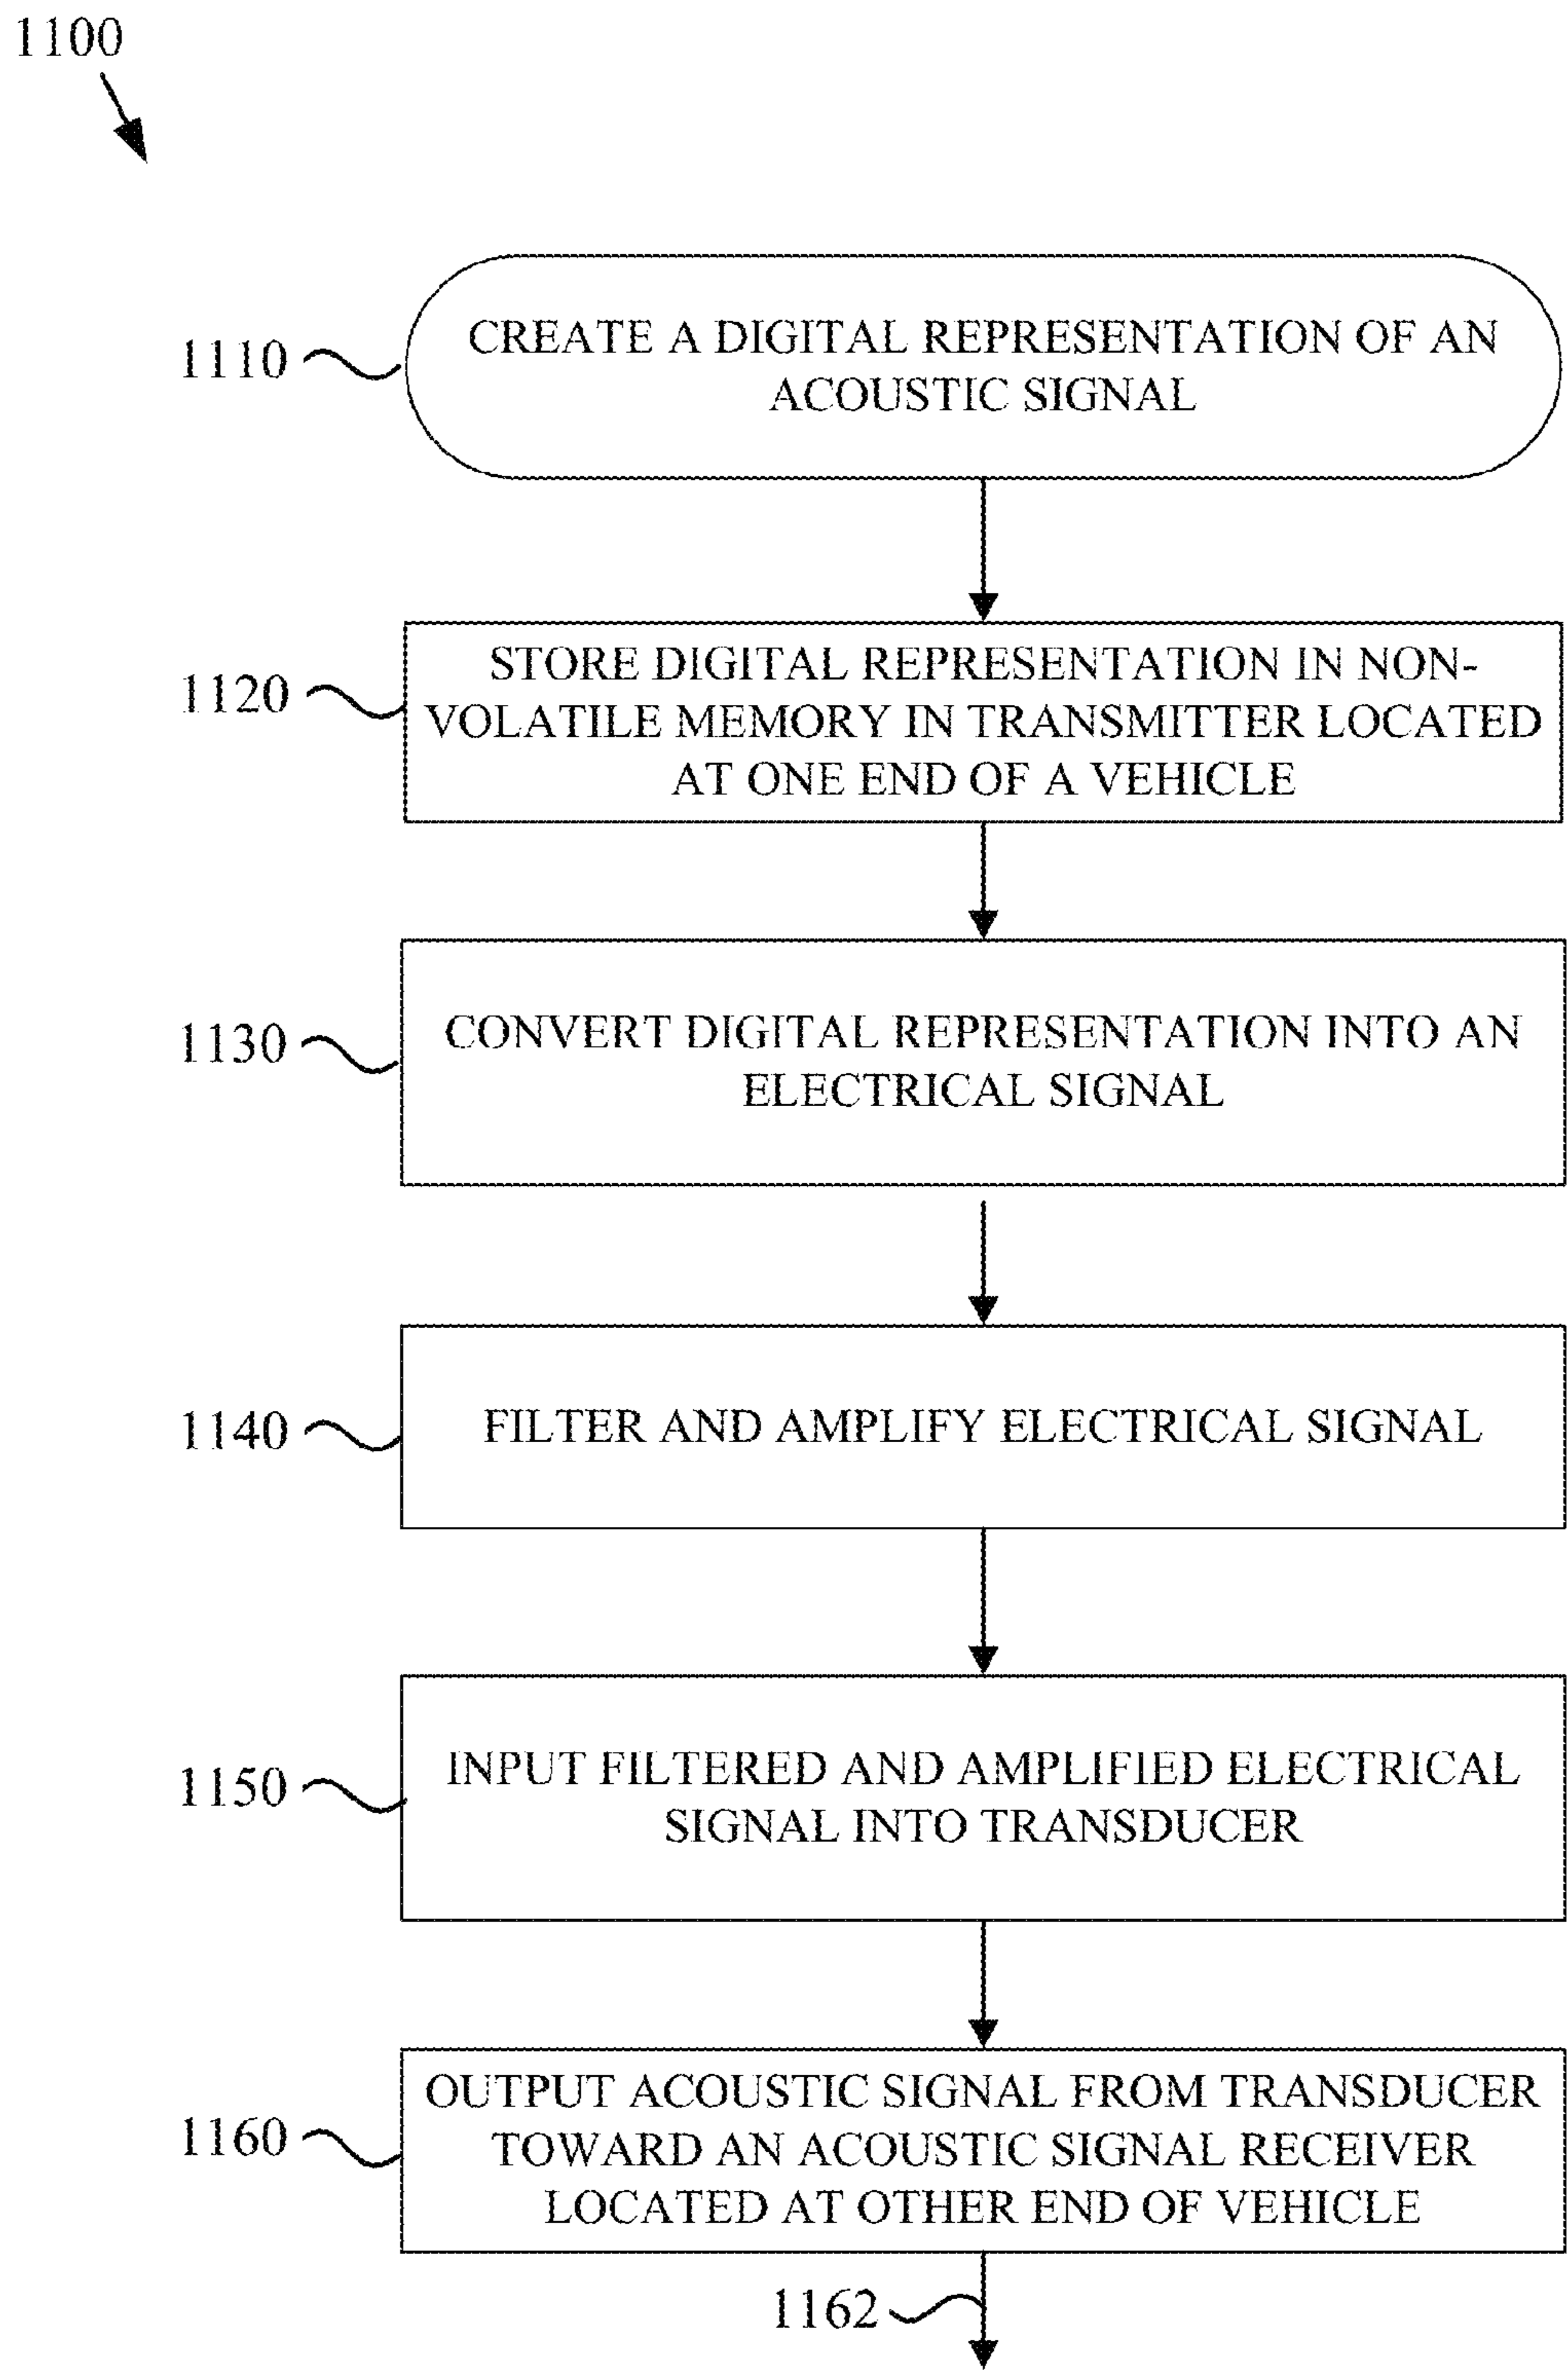 1100
1110
CREATE A DIGITAL REPRESENTATION OF AN
ACOUSTIC SIGNAL
1120
STORE DIGITAL REPRESENTATION IN NON-
VOLATILE MEMORY IN TRANSMITTER LOCATED
AT ONE END OF A VEHICLE
1130
CONVERT DIGITAL REPRESENTATION INTO AN
ELECTRICAL SIGNAL
1140
FILTER AND AMPLIFY ELECTRICAL SIGNAL
1150
INPUT FILTERED AND AMPLIFIED ELECTRICAL
SIGNAL INTO TRANSDUCER
1160
OUTPUT ACOUSTIC SIGNAL FROM TRANSDUCER
TOWARD AN ACOUSTIC SIGNAL RECEIVER
LOCATED AT OTHER END OF VEHICLE
1162